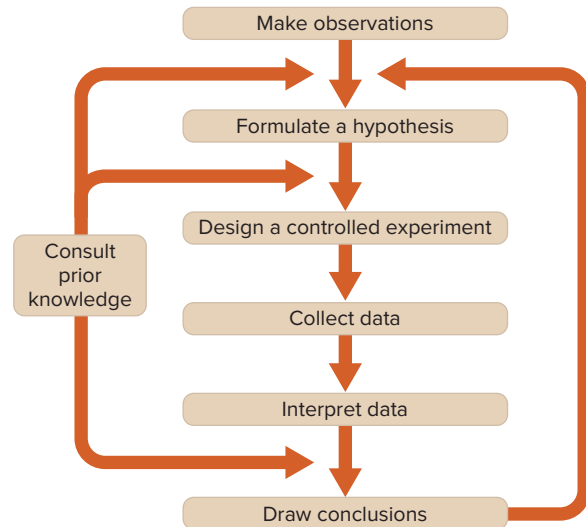 Make observations
Formulate a hypothesis
Design a controlled experiment
Consult
prior
knowledge
Collect data
Interpret data
Draw conclusions